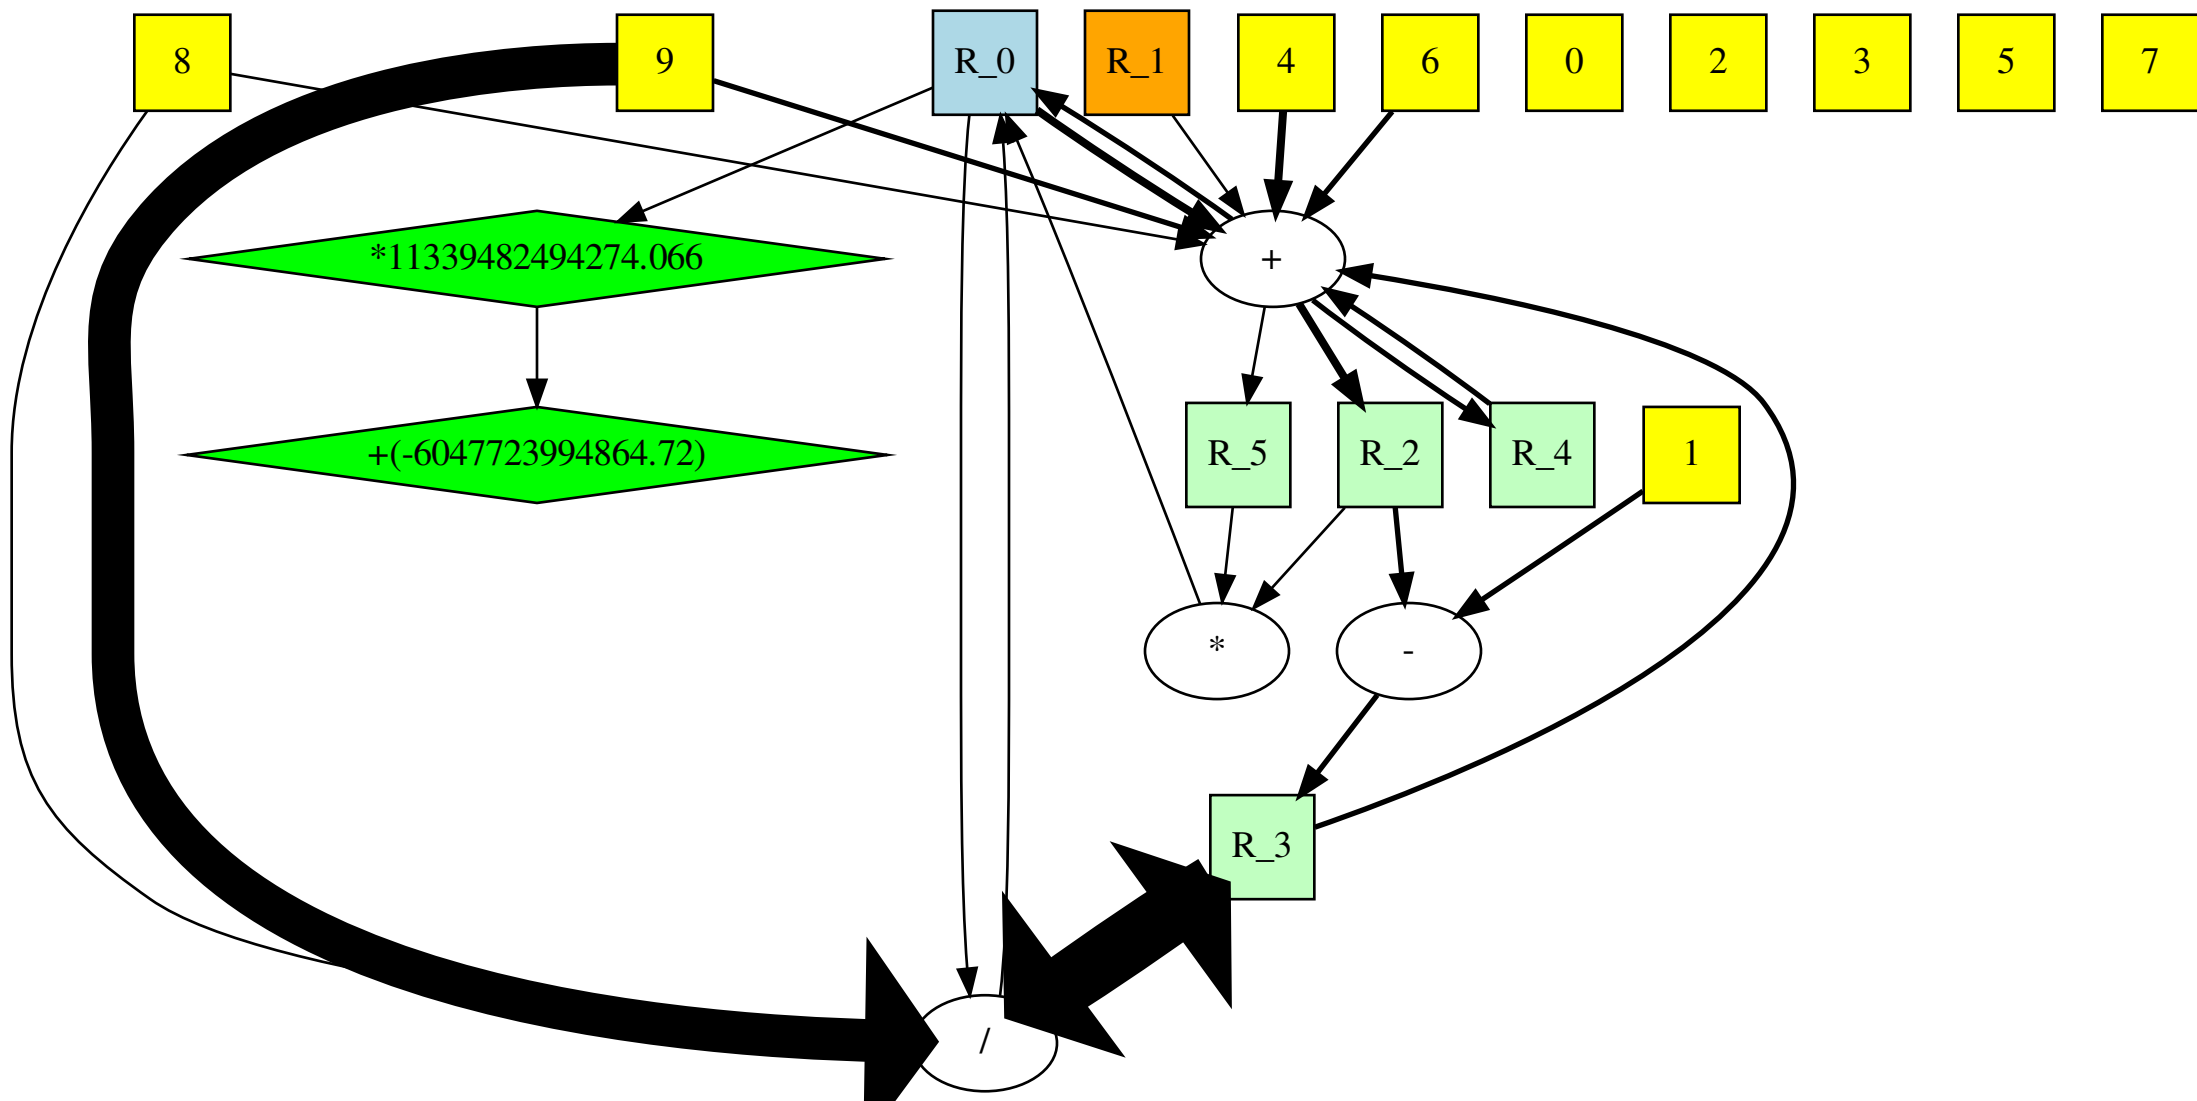 8
9
R_0
R_1
4
6
0
2
3
5
7
*11339482494274.066
+
+(-6047723994864.72)
R_5
R_2
R_4
1
*
-
R_3
/